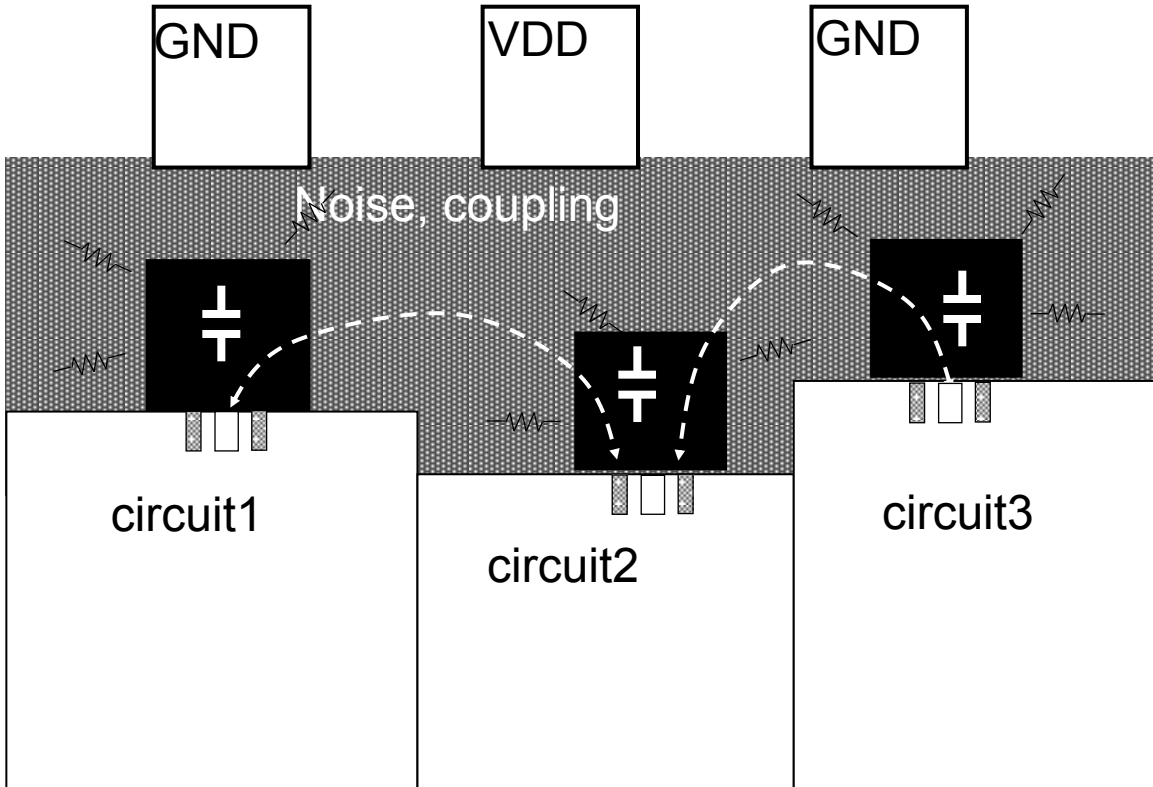 GND
VDD
GND
Noise, coupling
circuit1
circuit2
circuit3